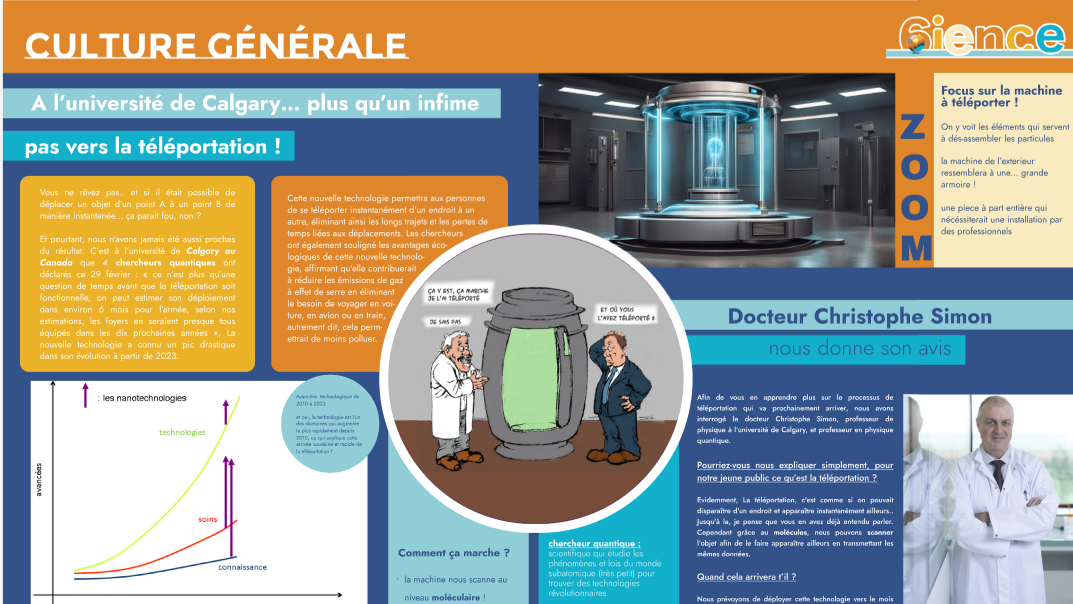 CULTURE GÉNÉRALE
6ience
A l'université de Calgary... plus qu'un infime
pas vers la téléportation !
Vous ne rêvez pas.. et si il était possible de
déplacer un objet d'un point A à un point B de
manière instantanée... ça parait fou, non ?
Et pourtant, nous n'avons jamais été aussi proches
du résultat. C'est à l'université de Calgary au
Canada que 4 chercheurs quantiques ont
déclarés ce 29 février : « ce n'est plus qu'une
question de temps avant que la téléportation soit
fonctionnelle, on peut estimer son déploiement
dans environ 6 mois pour l'armée, selon nos
estimations, les foyers en seraient presque tous
équipés dans les dix prochaines années ». La
nouvelle technologie a connu un pic drastique
dans son évolution à partir de 2023.
Cette nouvelle technologie permettra aux personnes
de se téléporter instantanément d'un endroit à un
autre, éliminant ainsi les longs trajets et les pertes de
temps liées aux déplacements. Les chercheurs
ont également souligné les avantages éco-
logiques de cette nouvelle technolo-
gie, affirmant qu'elle contribuerait
à réduire les émissions de gaz
à effet de serre en éliminant
le besoin de voyager en voi-
ture, en avion ou en train,
autrement dit, cela perm-
ettrait de moins polluer.
ZOOM
Focus sur la machine
à téléporter !
On y voit les éléments qui servent
à dés-assembler les particules
la machine de l'exterieur
ressemblera à une... grande
armoire !
une piece à part entière qui
nécéssiterait une installation par
des professionnels
ÇA Y EST, ÇA MARCHE
JE L'AI TÉLÉPORTÉ
ET OÙ VOUS
L'AVEZ TÉLÉPORTÉ ?
JE SAIS PAS
: les nanotechnologies
technologies
soins
connaissance
avancées
Avancée technologique de
2010 à 2023
et oui, la technologie est l'un
des domaines qui augmente
le plus rapidement depuis
2010, ce qui explique cette
arrivée soudaine et rapide de
la téléportation !
Comment ça marche ?
· la machine nous scanne au
niveau moléculaire !
chercheur quantique :
scientifique qui étudie les
phénomènes et lois du monde
subatomique (très petit) pour
trouver des technologies
révolutionnaires
Docteur Christophe Simon
nous donne son avis
Afin de vous en apprendre plus sur le processus de
téléportation qui va prochainement arriver, nous avons
interrogé le docteur Christophe Simon, professeur de
physique à l'université de Calgary, et professeur en physique
quantique.
Pourriez-vous nous expliquer simplement, pour
notre jeune public ce qu'est la téléportation ?
Evidemment, La téléportation, c'est comme si on pouvait
disparaître d'un endroit et apparaître instantanément ailleurs..
Jusqu'à la, je pense que vous en avez déjà entendu parler.
Cependant grâce au molécules, nous pouvons scanner
l'objet afin de le faire apparaître ailleurs en transmettant les
mêmes données.
Quand cela arrivera t'il ?
Nous prévoyons de déployer cette technologie vers le mois